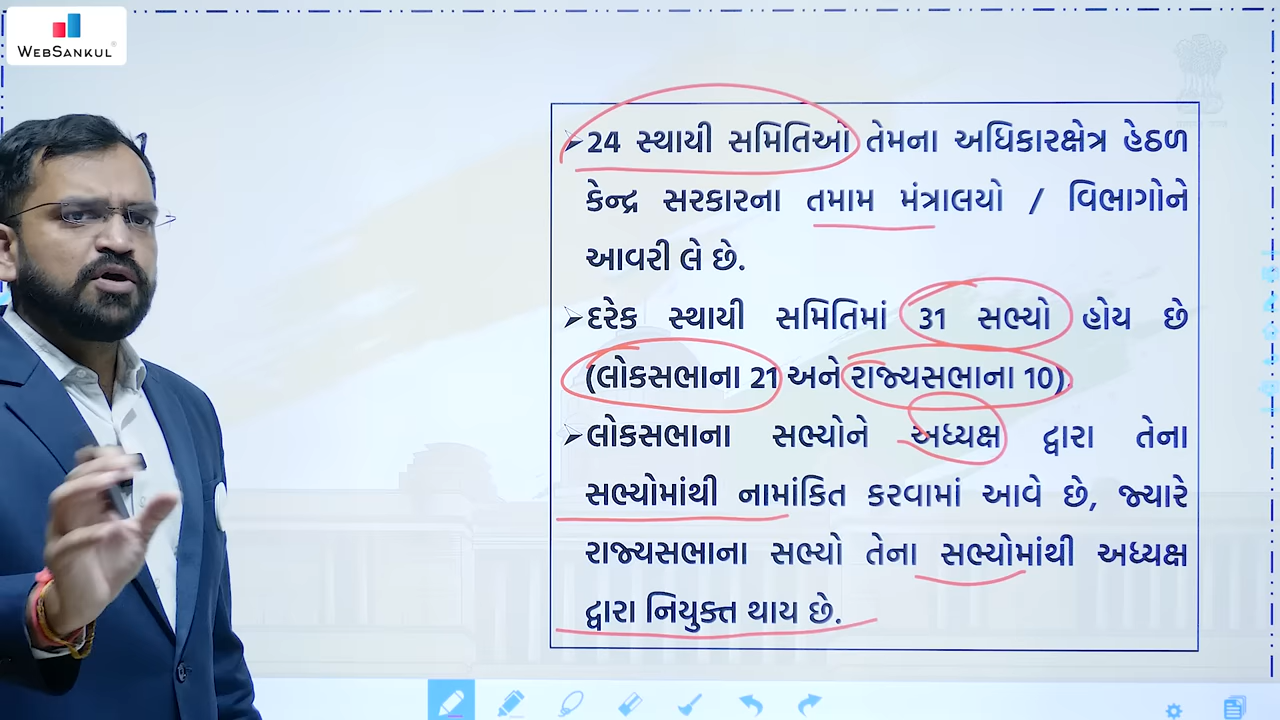 WEBSANKUL
➢24 સ્થાયી સમિતિઓ તેમના અધિકારક્ષેત્ર હેઠળ
કેન્દ્ર સરકારના તમામ મંત્રાલયો / વિભાગોને
આવરી લે છે.
➢દરેક સ્થાયી સમિતિમાં 31 સભ્યો હોય છે
(લોકસભાના 21 અને રાજ્યસભાના 10).
➢લોકસભાના સભ્યોને અધ્યક્ષ દ્વારા તેના
સભ્યોમાંથી નામાંકિત કરવામાં આવે છે, જ્યારે
રાજ્યસભાના સભ્યો તેના સભ્યોમાંથી અધ્યક્ષ
દ્વારા નિયુક્ત થાય છે.